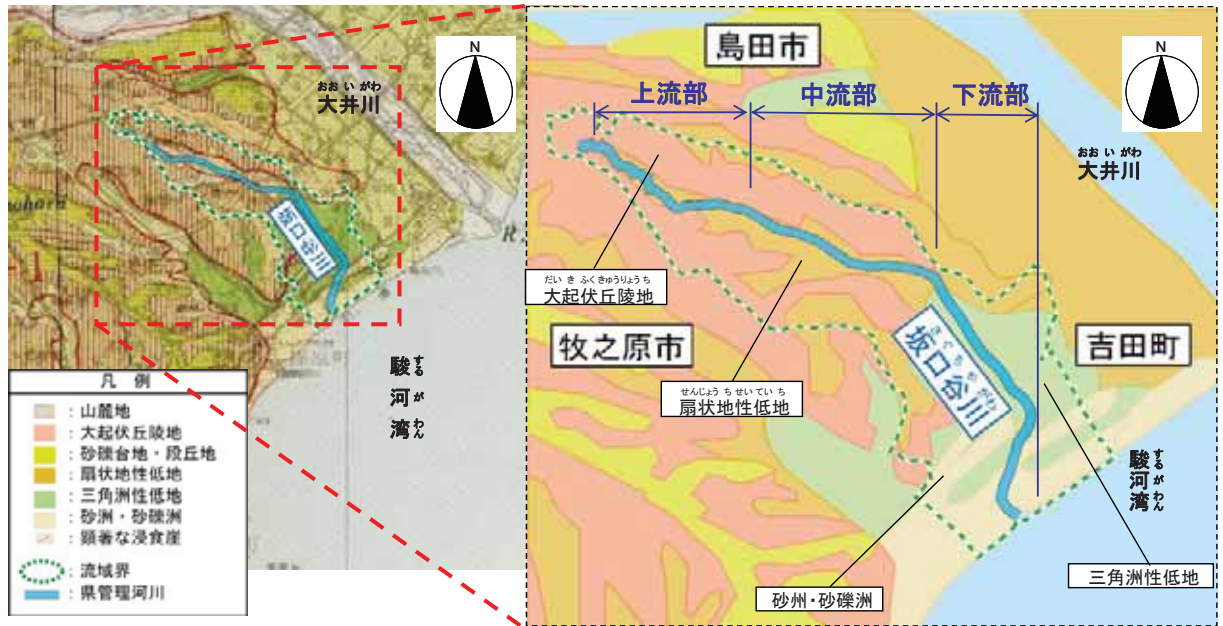 N
おおいがわ
大井川
坂口谷川
R.
駿河湾
するがわん
凡例
：山麓地
：大起伏丘陵地
：砂礫台地・段丘地
：扇状地性低地
：三角洲性低地
：砂洲・砂礫洲
：顕著な浸食崖
：流域界
：県管理河川
島田市
N
上流部
中流部
下流部
おおいがわ
大井川
だいきふくきゅうりょうち
大起伏丘陵地
牧之原市
せんじょうちせいていち
扇状地性低地
さかぐちやがわ
坂口谷川
吉田町
駿河湾
するがわん
砂州・砂礫洲
三角洲性低地